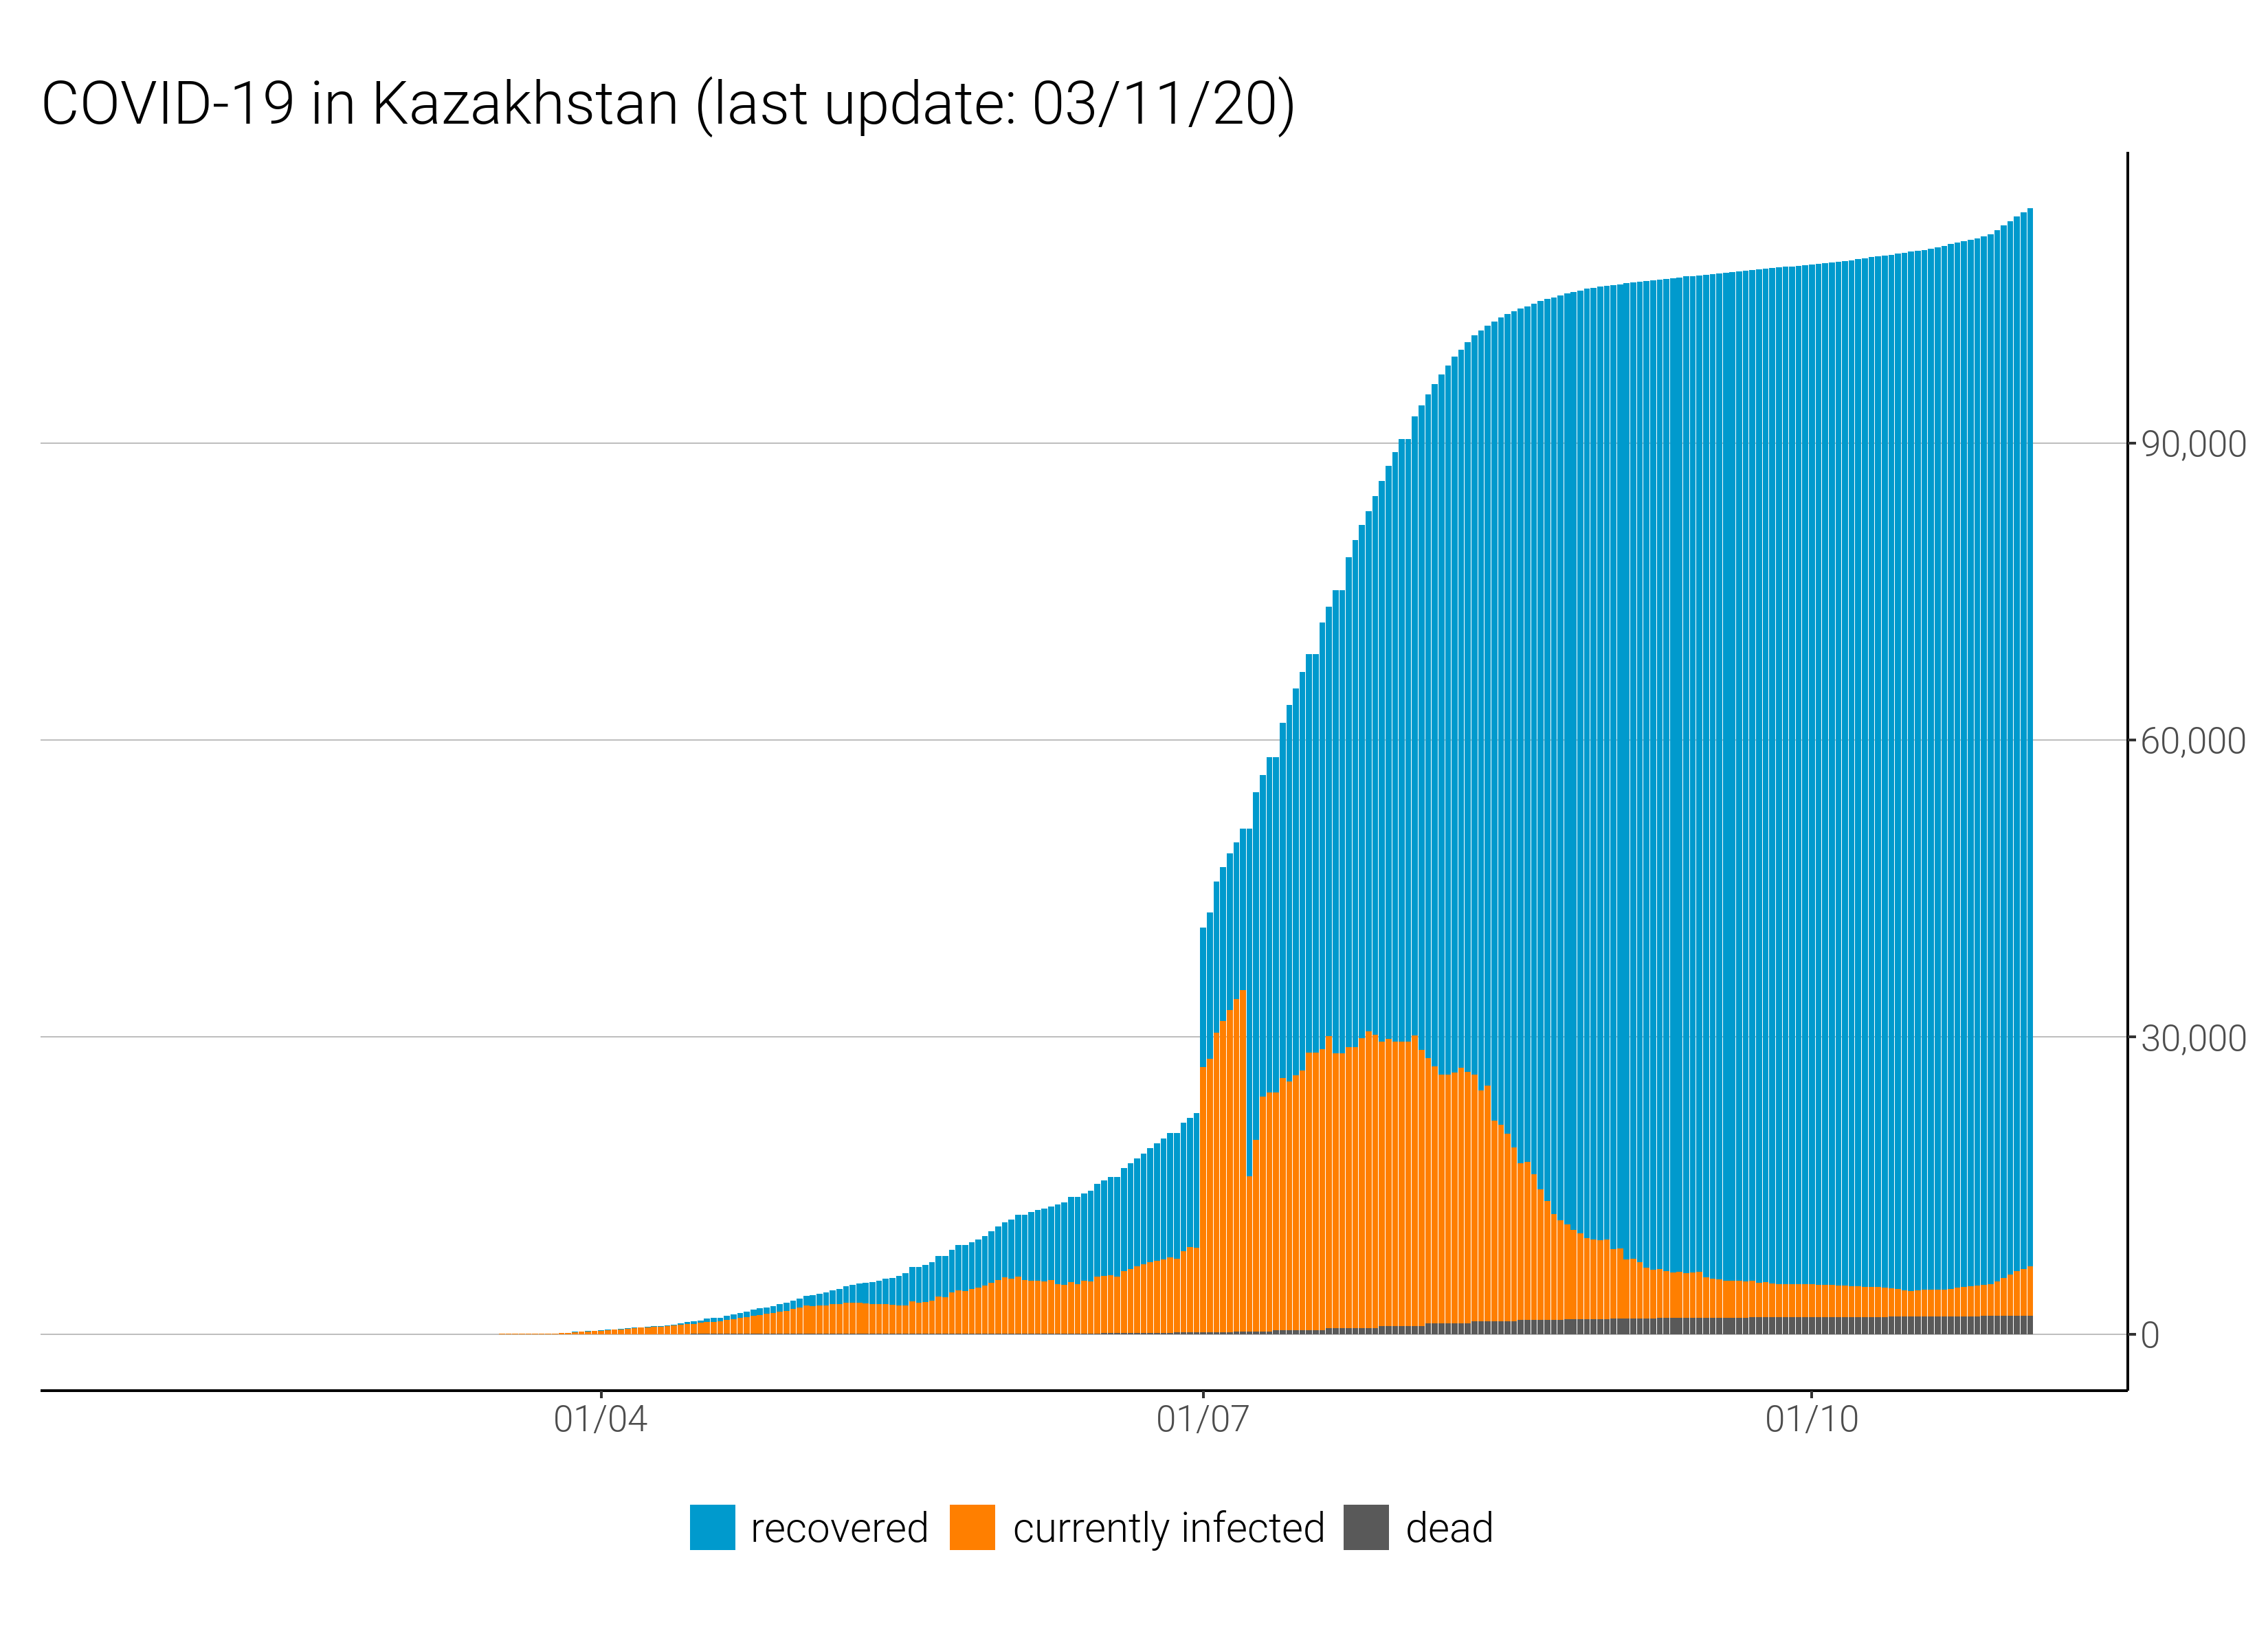 COVID-19 in Kazakhstan (last update: 03/11/20)
90,000
60,000
30,000
0
01/04 01/07 01/10
recovered currently infected dead